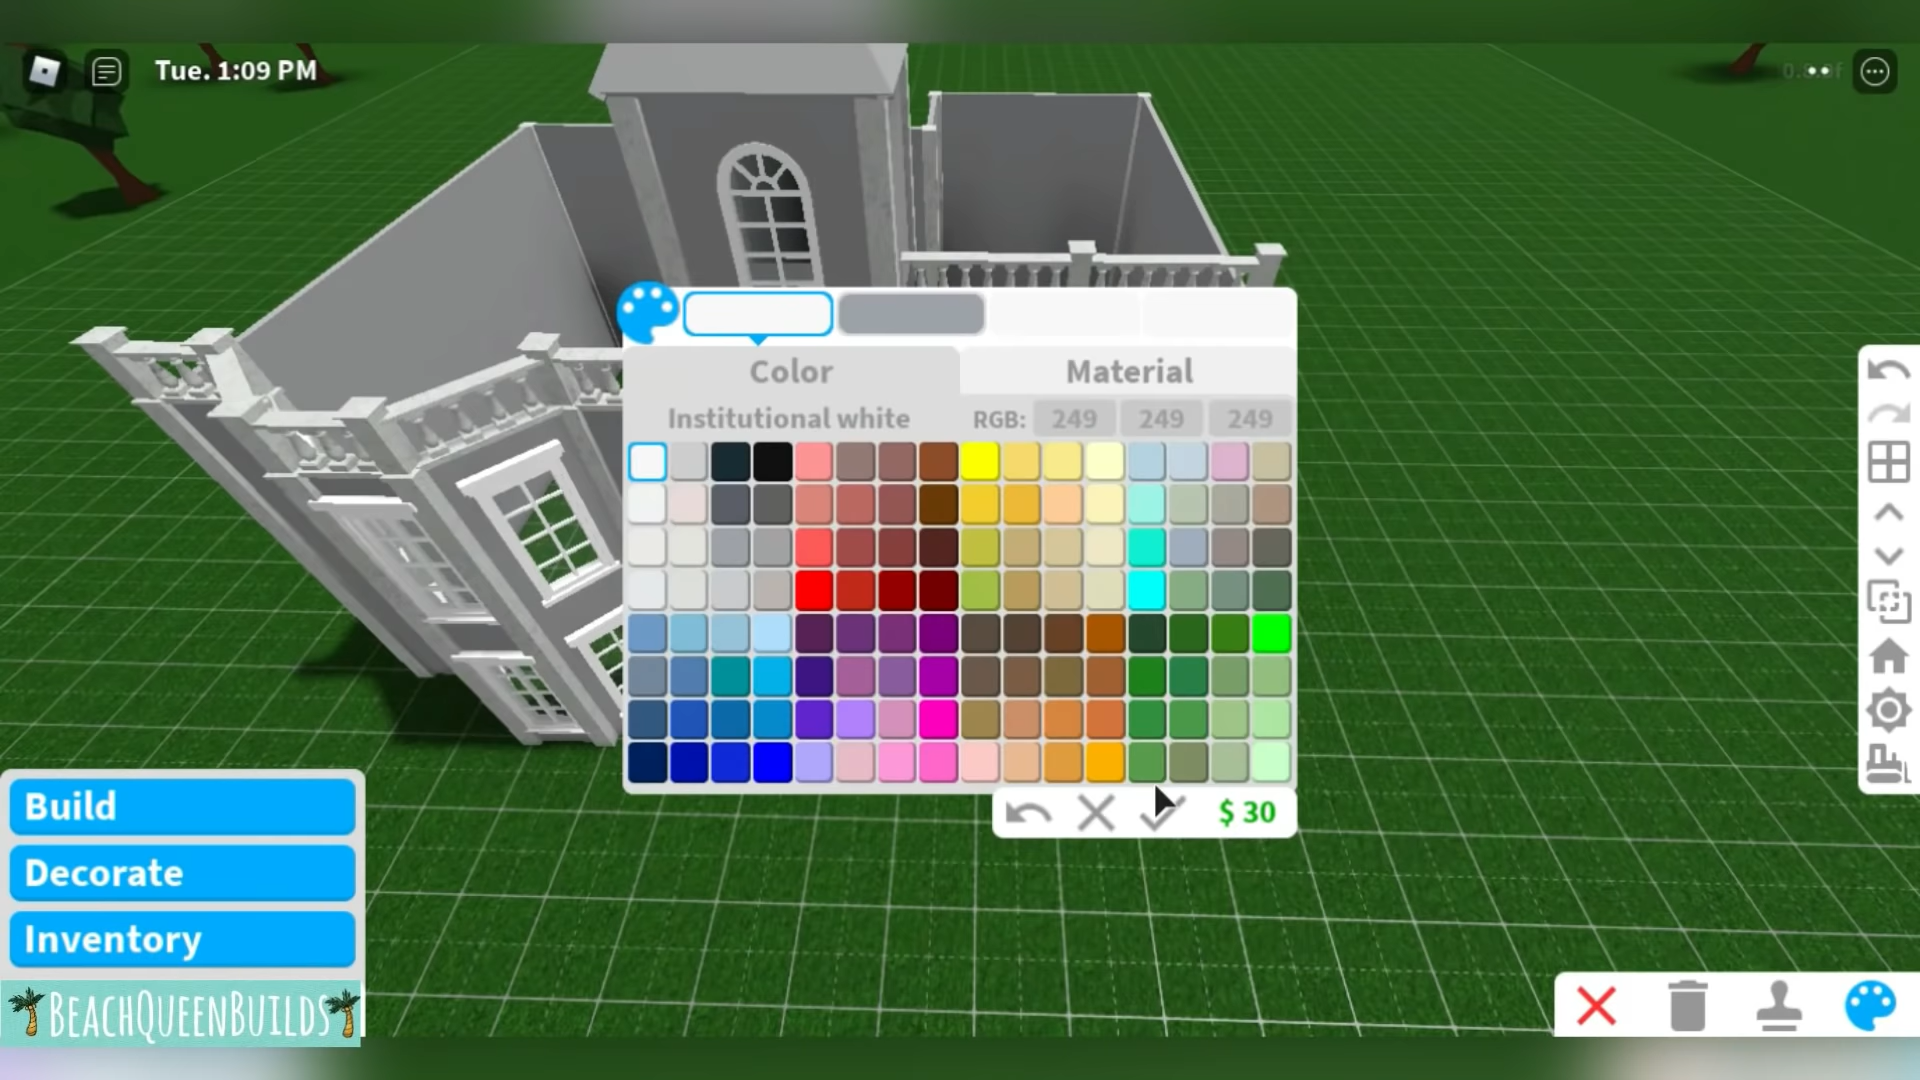 Tue. 1:09 PM
Color
Material
Institutional white
RGB: 249 249 249
$ 30
Build
Decorate
Inventory
BEACHQUEENBUILDS